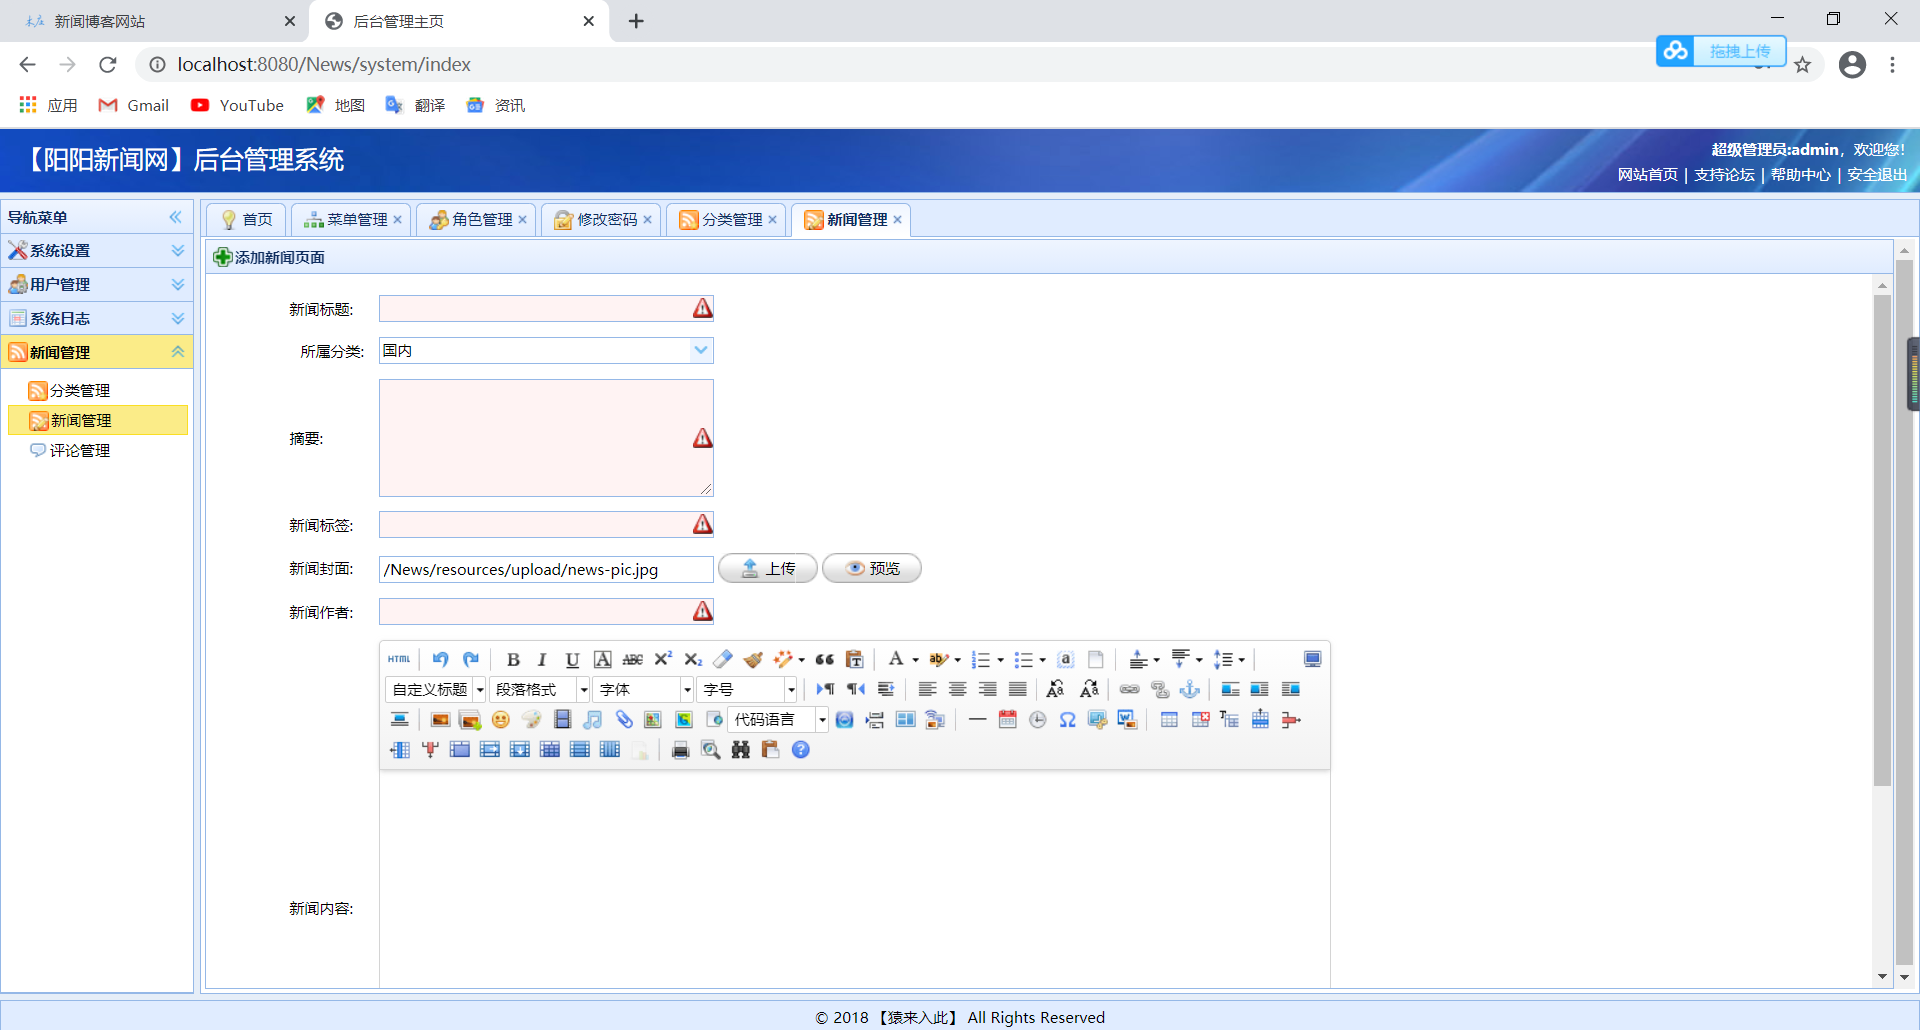 新闻博客网站
后台管理主页
localhost:8080/News/system/index
拖拽上传
应用
Gmail
YouTube
地图
翻译
资讯
【阳阳新闻网】后台管理系统
超级管理员:admin，欢迎您！
网站首页 | 支持论坛 | 帮助中心 | 安全退出
导航菜单
系统设置
用户管理
系统日志
新闻管理
分类管理
新闻管理
评论管理
首页
菜单管理
角色管理
修改密码
分类管理
新闻管理
添加新闻页面
新闻标题:
所属分类: 国内
摘要:
新闻标签:
新闻封面: /News/resources/upload/news-pic.jpg 上传 预览
新闻作者:
HTML
自定义标题 段落格式 字体 字号
代码语言
新闻内容:
© 2018 【猿来入此】 All Rights Reserved